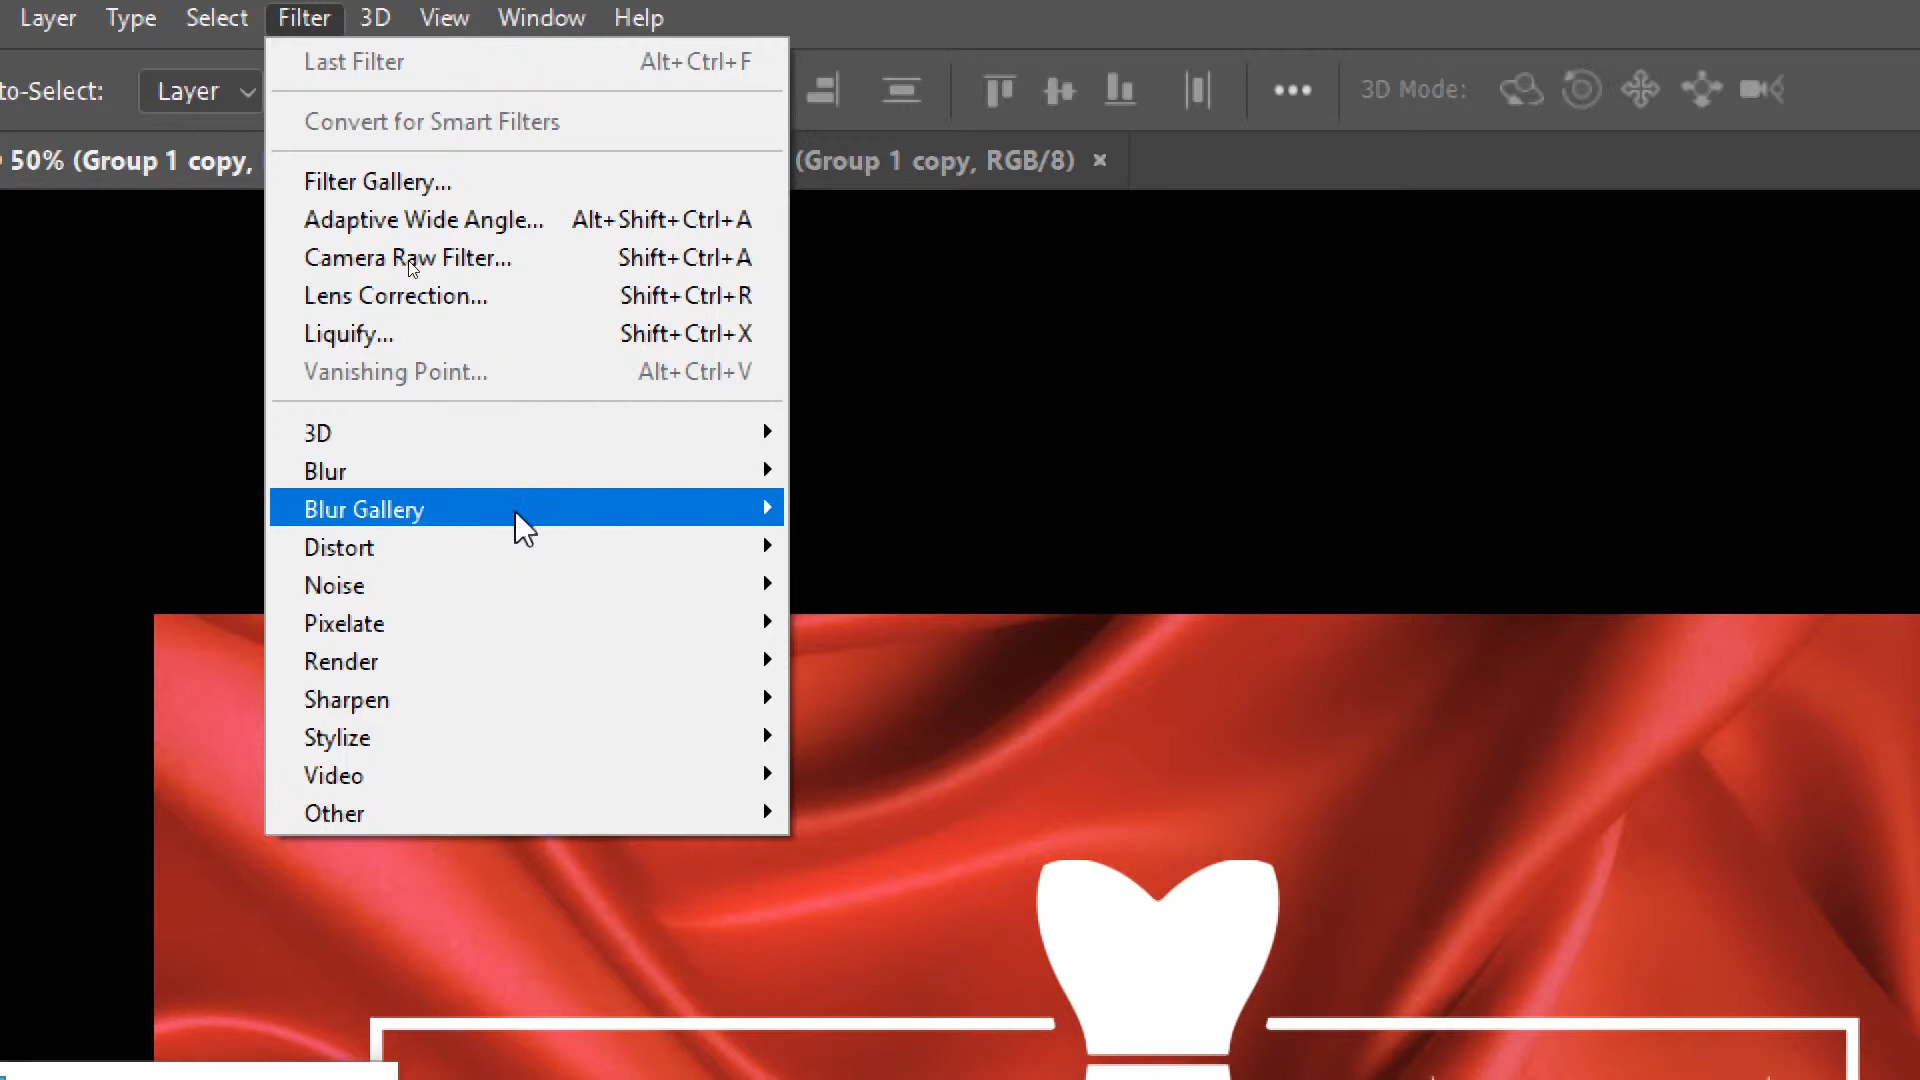 Layer Type Select Filter 3D View Window Help
to-Select: Layer 3D Mode:
50% (Group 1 copy, (Group 1 copy, RGB/8) ×
Last Filter Alt+Ctrl+F
Convert for Smart Filters
Filter Gallery...
Adaptive Wide Angle... Alt+Shift+Ctrl+A
Camera Raw Filter... Shift+Ctrl+A
Lens Correction... Shift+Ctrl+R
Liquify... Shift+Ctrl+X
Vanishing Point... Alt+Ctrl+V
3D
Blur
Blur Gallery
Distort
Noise
Pixelate
Render
Sharpen
Stylize
Video
Other